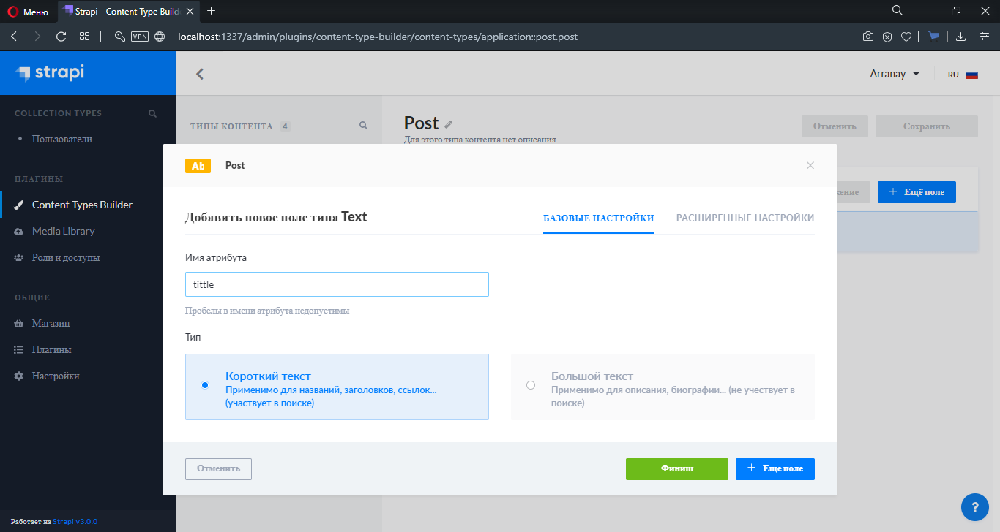 Меню
Strapi - Content Type Build
VPN
localhost:1337/admin/plugins/content-type-builder/content-types/application::post.post
strapi
Arranay
RU
COLLECTION TYPES
Пользователи
ПЛАГИНЫ
Content-Types Builder
Media Library
Роли и доступы
ОБЩИЕ
Магазин
Плагины
Настройки
Работает на Strapi v3.0.0
ТИПЫ КОНТЕНТА 4
Post
Для этого типа контента нет описания
Отменить
Сохранить
жение
Ещё поле
Ab Post
Добавить новое поле типа Text
БАЗОВЫЕ НАСТРОЙКИ
РАСШИРЕННЫЕ НАСТРОЙКИ
Имя атрибута
tittle
Пробелы в имени атрибута недопустимы
Тип
Короткий текст
Применимо для названий, заголовков, ссылок...
(участвует в поиске)
Большой текст
Применимо для описания, биографии... (не учествует в
поиске)
Отменить
Финиш
Еще поле
?